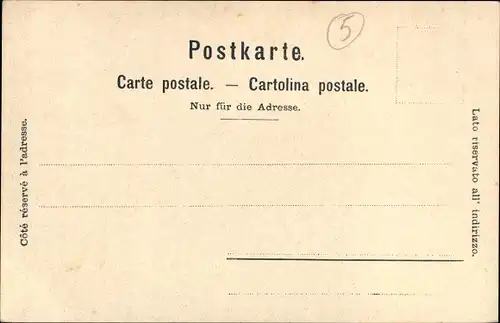 5
Postkarte.
Carte postale. — Cartolina postale.
Nur für die Adresse.
Côté réservé à l'adresse.
Lato riservato all' indirizzo.